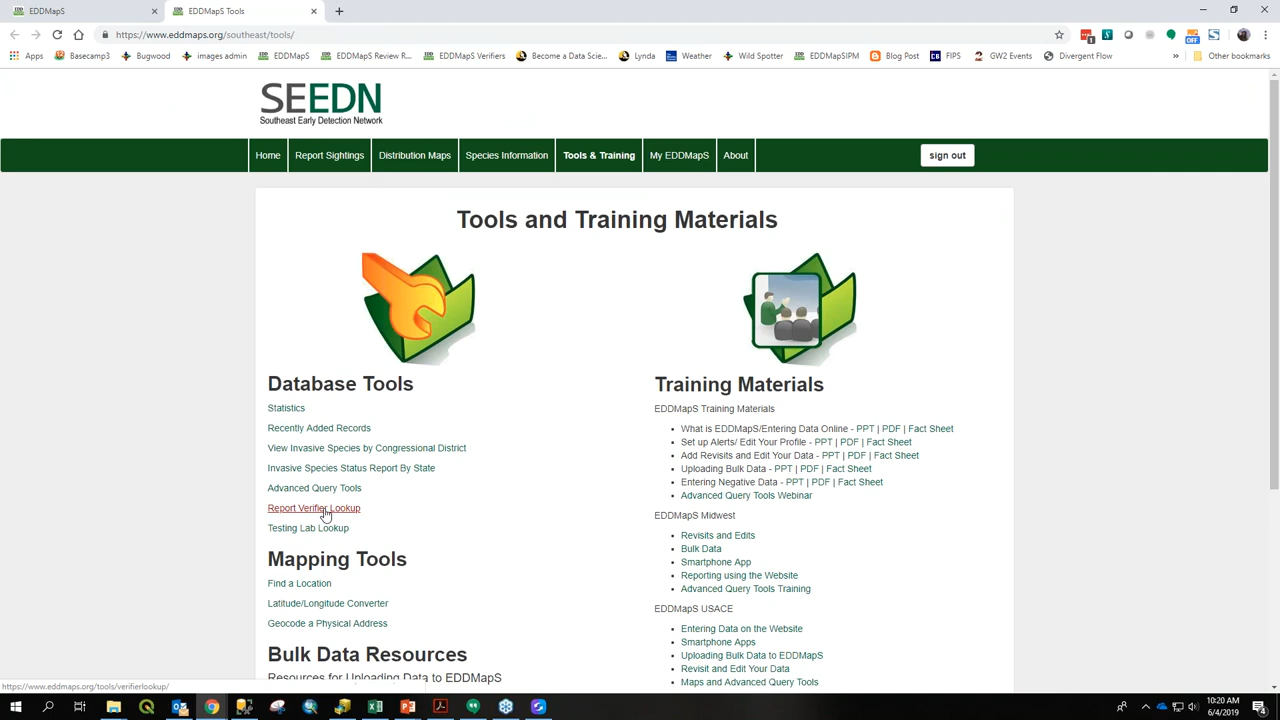 EDDMapS
EDDMapS Tools
https://www.eddmaps.org/southeast/tools/
Apps
Basecamp3
Bugwood
images admin
EDDMapS
EDDMapS Review R...
EDDMapS Verifiers
Become a Data Scie...
Lynda
Weather
Wild Spotter
EDDMapSIPM
Blog Post
FIPS
GW2 Events
Divergent Flow
»
Other bookmarks
SEEDN
Southeast Early Detection Network
Home
Report Sightings
Distribution Maps
Species Information
Tools & Training
My EDDMapS
About
sign out
Tools and Training Materials
Database Tools
Statistics
Recently Added Records
View Invasive Species by Congressional District
Invasive Species Status Report By State
Advanced Query Tools
Report Verifier Lookup
Testing Lab Lookup
Mapping Tools
Find a Location
Latitude/Longitude Converter
Geocode a Physical Address
Bulk Data Resources
Resources for Uploading Data to EDDMapS
Training Materials
EDDMapS Training Materials
• What is EDDMapS/Entering Data Online - PPT | PDF | Fact Sheet
• Set up Alerts/ Edit Your Profile - PPT | PDF | Fact Sheet
• Add Revisits and Edit Your Data - PPT | PDF | Fact Sheet
• Uploading Bulk Data - PPT | PDF | Fact Sheet
• Entering Negative Data - PPT | PDF | Fact Sheet
• Advanced Query Tools Webinar
EDDMapS Midwest
• Revisits and Edits
• Bulk Data
• Smartphone App
• Reporting using the Website
• Advanced Query Tools Training
EDDMapS USACE
• Entering Data on the Website
• Smartphone Apps
• Uploading Bulk Data to EDDMapS
• Revisit and Edit Your Data
• Maps and Advanced Query Tools
https://www.eddmaps.org/tools/verifierlookup/
10:20 AM
6/4/2019